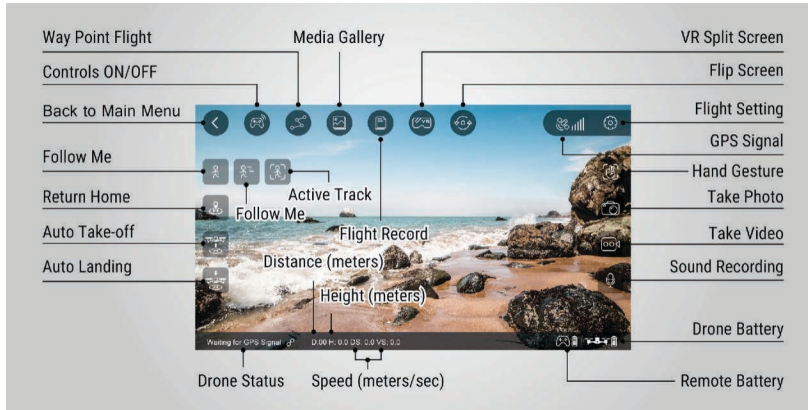 Way Point Flight
Media Gallery
VR Split Screen
Controls ON/OFF
Flip Screen
Back to Main Menu
Flight Setting
GPS Signal
Follow Me
Hand Gesture
Active Track
Return Home
Take Photo
Follow Me
Auto Take-off
Flight Record
Take Video
Distance (meters)
Auto Landing
Sound Recording
Height (meters)
Drone Battery
Waiting for GPS Signal
D:00 H: 0.0 DS: 0.0 VS: 0.0
Drone Status
Speed (meters/sec)
Remote Battery
VR